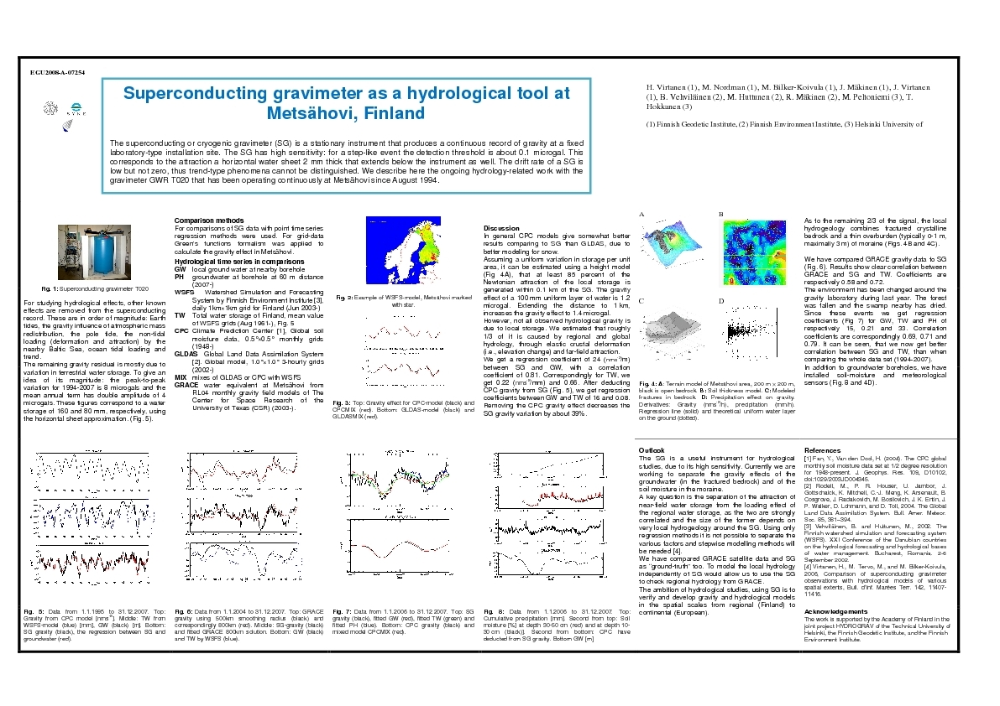 EGU2008-A-07254
SYKE
Superconducting gravimeter as a hydrological tool at
Metsähovi, Finland
The superconducting or cryogenic gravimeter (SG) is a stationary instrument that produces a continuous record of gravity at a fixed
laboratory-type installation site. The SG has high sensitivity: for a step-like event the detection threshold is about 0.1 microgal. This
corresponds to the attraction a horizontal water sheet 2 mm thick that extends below the instrument as well. The drift rate of a SG is
low but not zero, thus trend-type phenomena cannot be distinguished. We describe here the ongoing hydrology-related work with the
gravimeter GWR T020 that has been operating continuously at Metsähovi since August 1994.
H. Virtanen (1), M. Nordman (1), M. Bilker-Koivula (1), J. Mäkinen (1), J. Virtanen
(1), B. Vehviläinen (2), M. Huttunen (2), R. Mäkinen (2), M. Peltoniemi (3), T.
Hokkanen (3)
(1) Finnish Geodetic Institute, (2) Finnish Environment Institute, (3) Helsinki University of
Fig. 1: Superconducting gravimeter T020
For studying hydrological effects, other known
effects are removed from the superconducting
record. These are in order of magnitude: Earth
tides, the gravity influence of atmospheric mass
redistribution, the pole tide, the non-tidal
loading (deformation and attraction) by the
nearby Baltic Sea, ocean tidal loading and
trend.
The remaining gravity residual is mostly due to
variation in terrestrial water storage. To give an
idea of its magnitude: the peak-to-peak
variation for 1994-2007 is 8 microgals and the
mean annual term has double amplitude of 4
microgals. These figures correspond to a water
storage of 160 and 80 mm, respectively, using
the horizontal sheet approximation. (Fig. 5).
Comparison methods
For comparisons of SG data with point time series
regression methods were used. For grid-data
Green's functions formalism was applied to
calculate the gravity effect in Metsähovi.
Hydrological time series in comparisons
GW local ground water at nearby borehole
PH groundwater at borehole at 60 m distance
(2007-)
WSFS Watershed Simulation and Forecasting
System by Finnish Environment Institute [3],
daily 1km×1km grid for Finland (Jun 2003-)
TW Total water storage of Finland, mean value
of WSFS grids (Aug 1961-), Fig. 5
CPC Climate Prediction Center [1], Global soil
moisture data, 0.5°×0.5° monthly grids
(1948-)
GLDAS Global Land Data Assimilation System
[2]. Global model, 1.0°x1.0° 3-hourly grids
(2002-)
MIX mixes of GLDAS or CPC with WSFS
GRACE water equivalent at Metsähovi from
RL04 monthly gravity field models of The
Center for Space Research of the
University of Texas (CSR) (2003-).
Fig. 2: Example of WSFS-model, Metsähovi marked
with star.
Fig. 3: Top: Gravity effect for CPC-model (black) and
CPCMIX (red). Bottom: GLDAS-model (black) and
GLDASMIX (red).
Discussion
In general CPC models give somewhat better
results comparing to SG than GLDAS, due to
better modeling for snow.
Assuming a uniform variation in storage per unit
area, it can be estimated using a height model
(Fig 4A), that at least 85 percent of the
Newtonian attraction of the local storage is
generated within 0.1 km of the SG. The gravity
effect of a 100 mm uniform layer of water is 1.2
microgal. Extending the distance to 1 km,
increases the gravity effect to 1.4 microgal.
However, not all observed hydrological gravity is
due to local storage. We estimated that roughly
1/3 of it is caused by regional and global
hydrology, through elastic crustal deformation
(i.e., elevation change) and far-field attraction.
We get a regression coefficient of 24 (nms⁻²/m)
between SG and GW, with a correlation
coefficient of 0.81. Correspondingly for TW, we
get 0.22 (nms⁻²/mm) and 0.66. After deducting
CPC gravity from SG (Fig. 5), we get regression
coefficients between GW and TW of 16 and 0.08.
Removing the CPC gravity effect decreases the
SG gravity variation by about 39%.
A
B
C
D
Fig. 4: A: Terrain model of Metsähovi area, 200 m x 200 m,
black is open bedrock. B: Soil thickness model. C: Modeled
fractures in bedrock. D: Precipitation effect on gravity.
Derivatives: Gravity (nms⁻²/h), precipitation (mm/h).
Regression line (solid) and theoretical uniform water layer
on the ground (dotted).
As to the remaining 2/3 of the signal, the local
hydrogeology combines fractured crystalline
bedrock and a thin overburden (typically 0-1 m,
maximally 3 m) of moraine (Figs. 4B and 4C).
We have compared GRACE gravity data to SG
(Fig. 6). Results show clear correlation between
GRACE and SG and TW. Coefficients are
respectively 0.58 and 0.72.
The environment has been changed around the
gravity laboratory during last year. The forest
was fallen and the swamp nearby has dried.
Since these events we get regression
coefficients (Fig 7) for GW, TW and PH of
respectively 15, 0.21 and 33. Correlation
coefficients are correspondingly 0.69, 0.71 and
0.79. It can be seen, that we now get better
correlation between SG and TW, than when
comparing the whole data set (1994-2007).
In addition to groundwater boreholes, we have
installed soil-moisture and meteorological
sensors (Fig. 8 and 4D).
Fig. 5: Data from 1.1.1995 to 31.12.2007. Top:
Gravity from CPC model [nms⁻²]. Middle: TW from
WSFS-model (blue) [mm], GW (black) [m]. Bottom:
SG gravity (black), the regression between SG and
groundwater (red).
Fig. 6: Data from 1.1.2004 to 31.12.2007. Top: GRACE
gravity using 500km smoothing radius (black) and
correspondingly 800km (red). Middle: SG-gravity (black)
and fitted GRACE 800km solution. Bottom: GW (black)
and TW by WSFS (blue).
Fig. 7: Data from 1.1.2006 to 31.12.2007. Top: SG
gravity (black), fitted GW (red), fitted TW (green) and
fitted PH (blue). Bottom: CPC gravity (black) and
mixed model CPCMIX (red).
Fig. 8: Data from 1.1.2006 to 31.12.2006. Top:
Cumulative precipitation [mm]. Second from top: Soil
moisture [%] at depth 30-50 cm (red) and at depth 10-
30 cm (black)]. Second from bottom: CPC have
deducted from SG gravity. Bottom GW [m]
Outlook
The SG is a useful instrument for hydrological
studies, due to its high sensitivity. Currently we are
working to separate the gravity effects of the
groundwater (in the fractured bedrock) and of the
soil moisture in the moraine.
A key question is the separation of the attraction of
near-field water storage from the loading effect of
the regional water storage, as the two are strongly
correlated and the size of the former depends on
very local hydrogeology around the SG. Using only
regression methods it is not possible to separate the
various factors and stepwise modelling methods will
be needed [4].
We have compared GRACE satellite data and SG
as "ground-truth" too. To model the local hydrology
independently of SG would allow us to use the SG
to check regional hydrology from GRACE.
The ambition of hydrological studies, using SG is to
verify and develop gravity and hydrological models
in the spatial scales from regional (Finland) to
continental (European).
References
[1] Fan, Y., Van den Dool, H. (2004). The CPC global
monthly soil moisture data set at 1/2 degree resolution
for 1948-present. J. Geophys. Res. 109, D10102,
doi:1029/2003JD004345.
[2] Rodell, M., P. R. Houser, U. Jambor, J.
Gottschalck, K. Mitchell, C.-J. Meng, K. Arsenault, B.
Cosgrove, J. Radakovich, M. Bosilovich, J. K. Entin, J.
P. Walker, D. Lohmann, and D. Toll, 2004. The Global
Land Data Assimilation System. Bull. Amer. Meteor.
Soc. 85, 381–394.
[3] Vehviläinen, B. and Huttunen, M., 2002. The
Finnish watershed simulation and forecasting system
(WSFS). XXI Conference of the Danubian countries
on the hydrological forecasting and hydrological bases
of water management. Bucharest, Romania, 2-6
September 2002.
[4] Virtanen, H., M. Tervo, M., and M. Bilker-Koivula,
2006, Comparison of superconducting gravimeter
observations with hydrological models of various
spatial extents, Bull. d'Inf. Marées Terr. 142, 11407-
11416.
Acknowledgements
The work is supported by the Academy of Finland in the
joint project HYDROGRAV of the Technical University of
Helsinki, the Finnish Geodetic Institute, and the Finnish
Environment Institute.